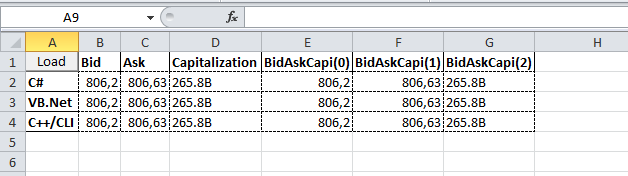 A9 fx
A B C D E F G H
1 Load Bid Ask Capitalization BidAskCapi(0) BidAskCapi(1) BidAskCapi(2)
2 C# 806,2 806,63 265.8B 806,2 806,63 265.8B
3 VB.Net 806,2 806,63 265.8B 806,2 806,63 265.8B
4 C++/CLI 806,2 806,63 265.8B 806,2 806,63 265.8B
5
6